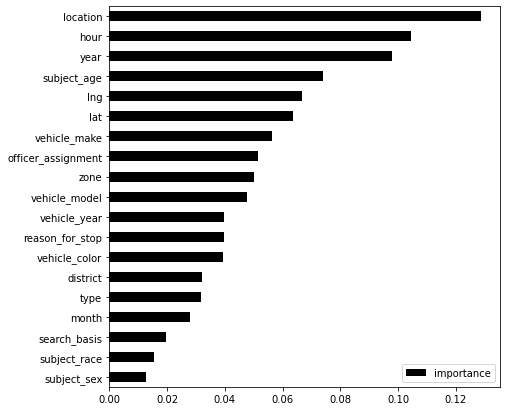 location
hour
year
subject_age
lng
lat
vehicle_make
officer_assignment
zone
vehicle_model
vehicle_year
reason_for_stop
vehicle_color
district
type
month
search_basis
subject_race
subject_sex
importance
0.00 0.02 0.04 0.06 0.08 0.10 0.12